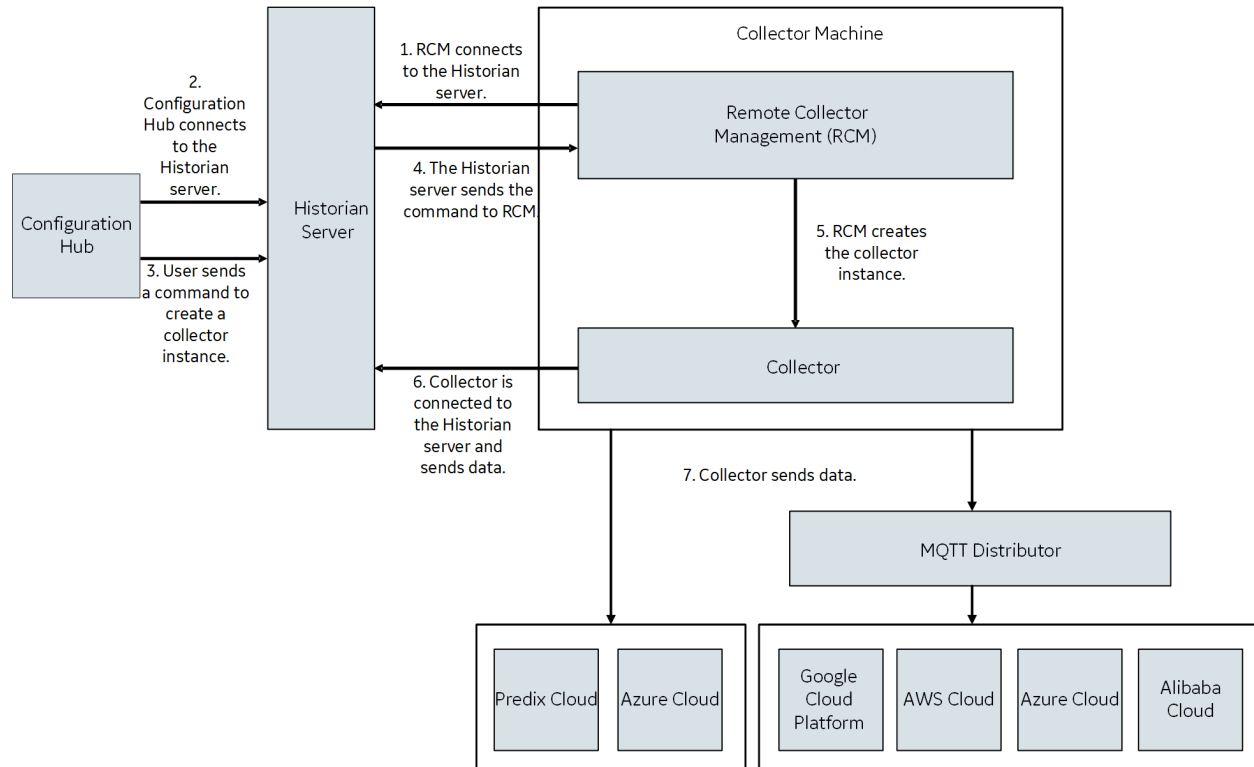 Collector Machine
1. RCM connects
to the Historian
server.
2.
Configuration
Hub connects
to the
Historian
server.
Remote Collector
Management (RCM)
4. The Historian
server sends the
command to RCM.
Configuration
Hub
Historian
Server
3. User sends
a command to
create a
collector
instance.
5. RCM creates
the collector
instance.
Collector
6. Collector is
connected to
the Historian
server and
sends data.
7. Collector sends data.
MQTT Distributor
Predix Cloud
Azure Cloud
Google
Cloud
Platform
AWS Cloud
Azure Cloud
Alibaba
Cloud